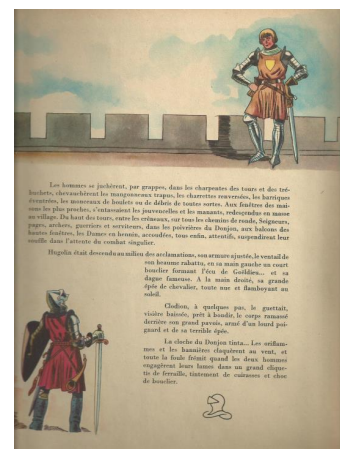 Les hommes se juchèrent, par grappes, dans les charpentes des tours et des tré-
buchets, chevauchèrent les mangonneaux trapus, les charrettes renversées, les barriques
éventrées, les monceaux de boulets ou de débris de toutes sortes. Aux fenêtres des mai-
sons les plus proches, s'entassaient les jouvencelles et les manants, redescendus en masse
au village. Du haut des tours, entre les créneaux, sur tous les chemins de ronde, Seigneurs,
pages, archers, guerriers et serviteurs, dans les poivrières du Donjon, aux balcons des
hautes fenêtres, les Dames en hennin, accoudées, tous enfin, attentifs, suspendirent leur
souffle dans l'attente du combat singulier.
Hugolin était descendu au milieu des acclamations, son armure ajustée, le ventail de
son heaume rabattu, en sa main gauche un court
bouclier formant l'écu de et sa
dague fameuse. A la main droite, sa grande
épée de chevalier, toute nue et flamboyant au
soleil.
Clodion, à quelques pas, le guettait,
visière baissée, prêt à bondir, le corps ramassé
derrière son grand pavois, armé d'un lourd poi-
gnard et de sa terrible épée.
La cloche du Donjon tinta... Les oriflam-
mes et les bannières claquèrent au vent, et
toute la foule frémit quand les deux hommes
engagèrent leurs lames dans un grand clique-
tis de ferraille, tintement de cuirasses et choc
de bouclier.